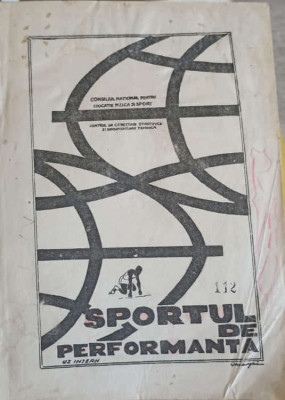 CONSILIUL NATIONAL PENTRU
EDUCATIE FIZICA SI SPORT
CENTRUL DE CERCETARI STIINTIFICE
SI DOCUMENTARE TEHNICA
112
SPORTUL
DE
PERFORMANTA
UZ INTERN